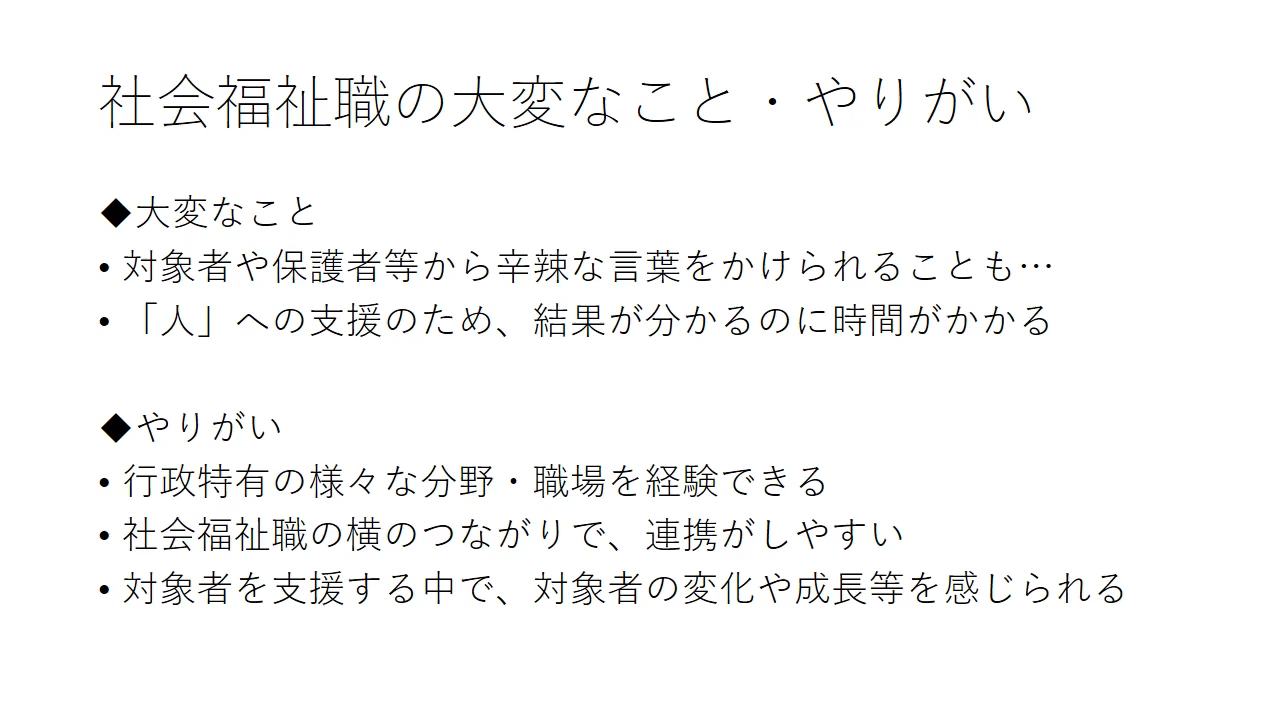 社会福祉職の大変なこと・やりがい
◆大変なこと
• 対象者や保護者等から辛辣な言葉をかけられることも…
• 「人」への支援のため、結果が分かるのに時間がかかる
◆やりがい
• 行政特有の様々な分野・職場を経験できる
• 社会福祉職の横のつながりで、連携がしやすい
• 対象者を支援する中で、対象者の変化や成長等を感じられる